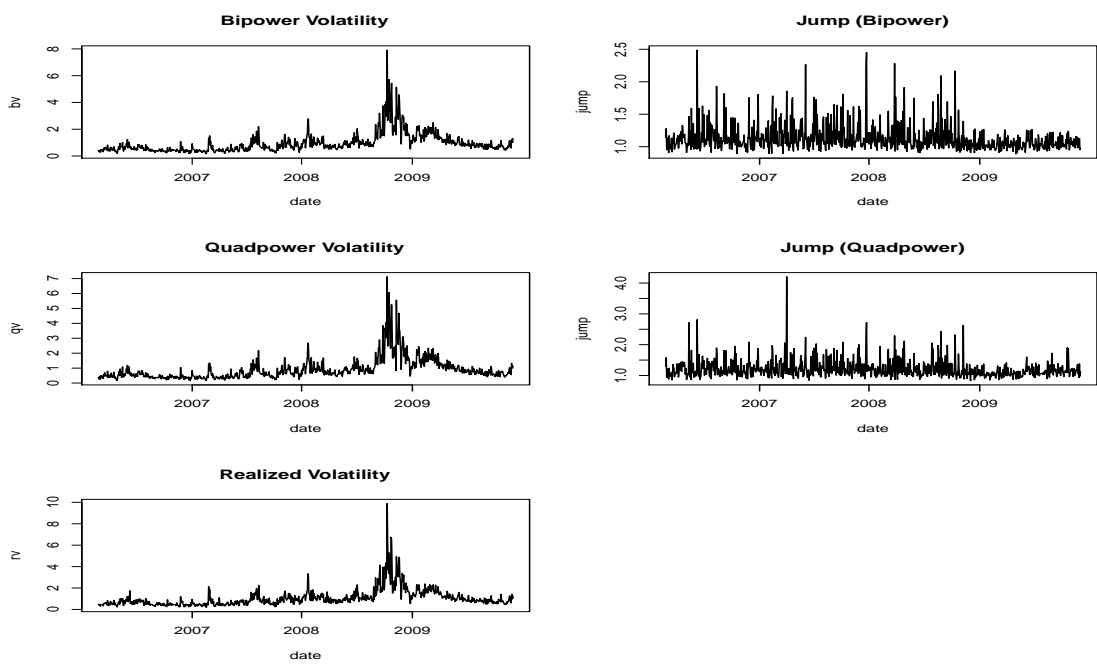 Bipower Volatility
8
6
4
2
0
bv
2007 2008 2009
date
Jump (Bipower)
2.5
2.0
1.5
1.0
jump
2007 2008 2009
date
Quadpower Volatility
7
6
5
4
3
2
1
0
qv
2007 2008 2009
date
Jump (Quadpower)
4.0
3.0
2.0
1.0
jump
2007 2008 2009
date
Realized Volatility
10
8
6
4
2
0
rv
2007 2008 2009
date